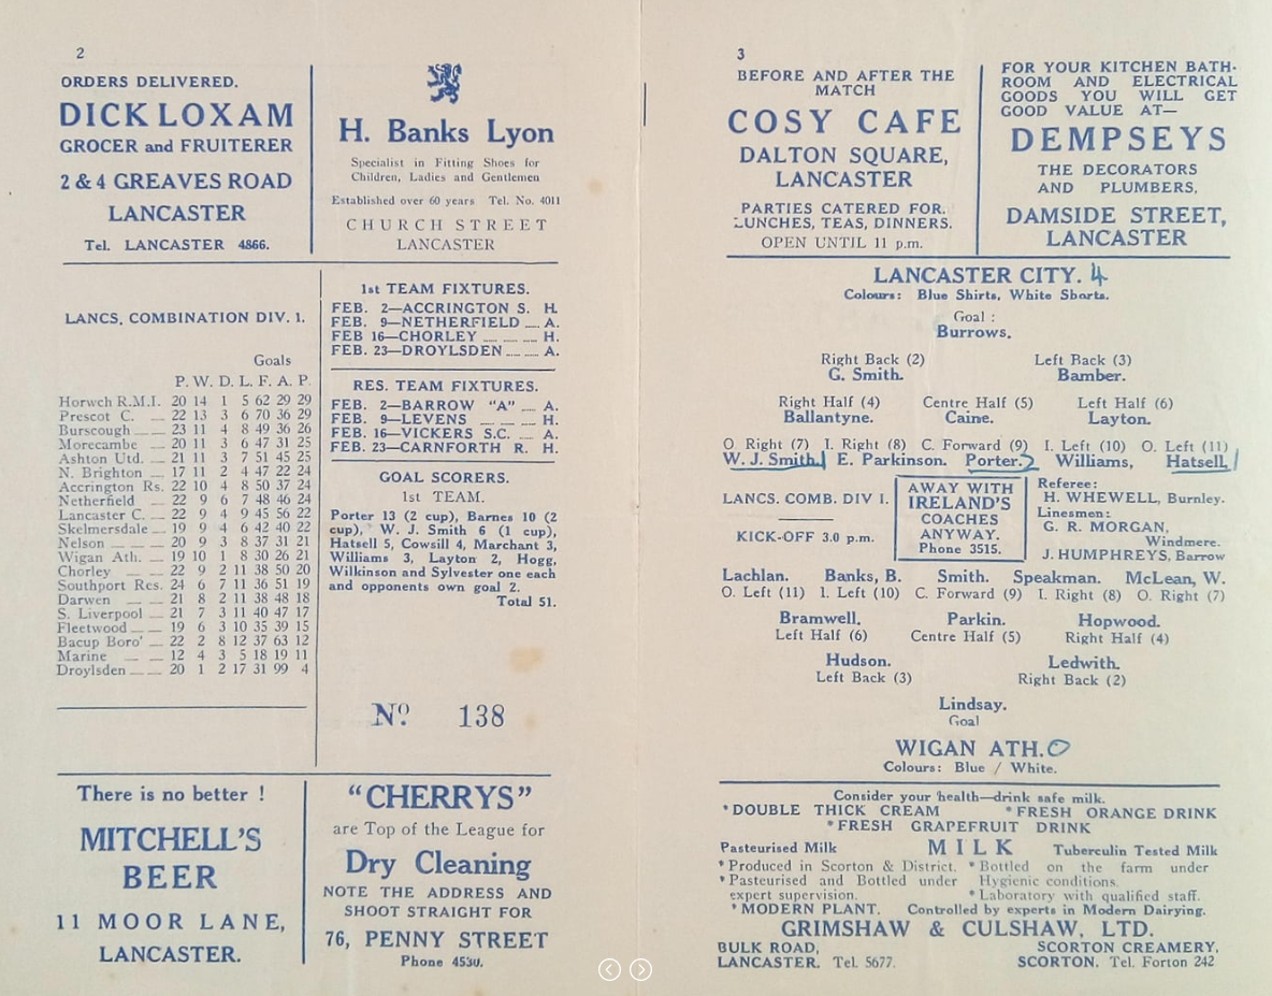 2
ORDERS DELIVERED.
DICK LOXAM
GROCER and FRUITERER
2 & 4 GREAVES ROAD
LANCASTER
Tel. LANCASTER 4866.
H. Banks Lyon
Specialist in Fitting Shoes for
Children, Ladies and Gentlemen
Established over 60 years Tel. No. 4011
CHURCH STREET
LANCASTER
LANCS. COMBINATION DIV. 1.
Goals
P. W. D. L. F. A. P.
Horwch R.M.I. 20 14 1 5 62 29 29
Prescot C. 22 13 3 6 70 36 29
Burscough 23 11 4 8 49 36 26
Morecambe 20 11 3 6 47 31 25
Ashton Utd. 21 11 3 7 51 45 25
N. Brighton 17 11 2 4 47 22 24
Accrington Rs. 22 10 4 8 50 37 24
Netherfield 22 9 6 7 48 46 24
Lancaster C. 22 9 4 9 45 56 22
Skelmersdale 19 9 4 6 42 40 22
Nelson 20 9 3 8 37 31 21
Wigan Ath. 19 10 1 8 30 26 21
Chorley 22 9 2 11 38 50 20
Southport Res. 24 6 7 11 36 51 19
Darwen 21 8 2 11 38 48 18
S. Liverpool 21 7 3 11 40 47 17
Fleetwood 19 6 3 10 35 39 15
Bacup Boro' 22 2 8 12 37 63 12
Marine 12 4 3 5 18 19 11
Droylsden 20 1 2 17 31 99 4
1st TEAM FIXTURES.
FEB. 2—ACCRINGTON S. H.
FEB. 9—NETHERFIELD .... A.
FEB 16—CHORLEY .... .... .... H.
FEB. 23—DROYLSDEN .... .... A.
RES. TEAM FIXTURES.
FEB. 2—BARROW "A" .... A.
FEB. 9—LEVENS .... .... .... H.
FEB. 16—VICKERS S.C. .... A.
FEB. 23—CARNFORTH R. H.
GOAL SCORERS.
1st TEAM.
Porter 13 (2 cup), Barnes 10 (2
cup), W. J. Smith 6 (1 cup),
Hatsell 5, Cowsill 4, Marchant 3,
Williams 3, Layton 2, Hogg,
Wilkinson and Sylvester one each
and opponents own goal 2.
Total 51.
No. 138
There is no better !
MITCHELL'S
BEER
11 MOOR LANE,
LANCASTER.
"CHERRYS"
are Top of the League for
Dry Cleaning
NOTE THE ADDRESS AND
SHOOT STRAIGHT FOR
76, PENNY STREET
Phone 4530.
3
BEFORE AND AFTER THE
MATCH
COSY CAFE
DALTON SQUARE,
LANCASTER
PARTIES CATERED FOR.
LUNCHES, TEAS, DINNERS.
OPEN UNTIL 11 p.m.
FOR YOUR KITCHEN BATH-
ROOM AND ELECTRICAL
GOODS YOU WILL GET
GOOD VALUE AT—
DEMPSEYS
THE DECORATORS
AND PLUMBERS,
DAMSIDE STREET,
LANCASTER
LANCASTER CITY. 4
Colours: Blue Shirts, White Shorts.
Goal :
Burrows.
Right Back (2) Left Back (3)
G. Smith. Bamber.
Right Half (4) Centre Half (5) Left Half (6)
Ballantyne. Caine. Layton.
O. Right (7) I. Right (8) C. Forward (9) I. Left (10) O. Left (11)
W. J. Smith. 1 E. Parkinson. Porter. 2 Williams, Hatsell 1
LANCS. COMB. DIV 1.
KICK-OFF 3.0 p.m.
AWAY WITH
IRELAND'S
COACHES
ANYWAY.
Phone 3515.
Referee:
H. WHEWELL, Burnley.
Linesmen:
G. R. MORGAN,
Windmere.
J. HUMPHREYS, Barrow
Lachlan. Banks, B. Smith. Speakman. McLean, W.
O. Left (11) I. Left (10) C. Forward (9) I. Right (8) O. Right (7)
Bramwell. Parkin. Hopwood.
Left Half (6) Centre Half (5) Right Half (4)
Hudson. Ledwith.
Left Back (3) Right Back (2)
Lindsay.
Goal
WIGAN ATH. 0
Colours: Blue / White.
Consider your health—drink safe milk.
*DOUBLE THICK CREAM *FRESH ORANGE DRINK
*FRESH GRAPEFRUIT DRINK
Pasteurised Milk MILK Tuberculin Tested Milk
*Produced in Scorton & District. *Bottled on the farm under
*Pasteurised and Bottled under Hygienic conditions.
expert supervision. *Laboratory with qualified staff.
*MODERN PLANT. Controlled by experts in Modern Dairying.
GRIMSHAW & CULSHAW, LTD.
BULK ROAD, SCORTON CREAMERY,
LANCASTER. Tel. 5677. SCORTON. Tel. Forton 242